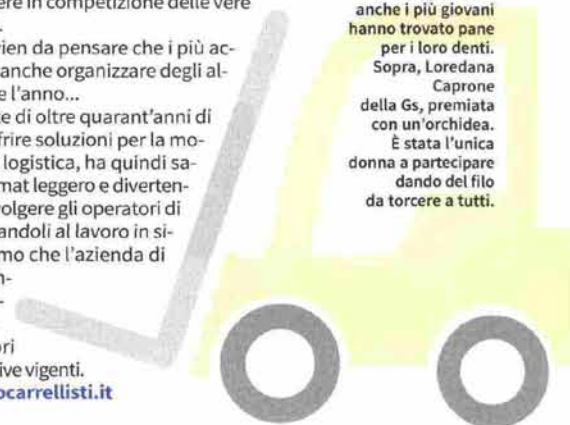 ere in competizione delle vere
.
ien da pensare che i più ac-
anche organizzare degli al-
e l'anno...
e di oltre quarant'anni di
frire soluzioni per la mo-
logistica, ha quindi sa-
mat leggero e diverten-
volgere gli operatori di
andoli al lavoro in si-
mo che l'azienda di
n-
-
ori
ive vigenti.
ocarrellisti.it
anche i più giovani
hanno trovato pane
per i loro denti.
Sopra, Loredana
Caprone
della Gs, premiata
con un'orchidea.
È stata l'unica
donna a partecipare
dando del filo
da torcere a tutti.